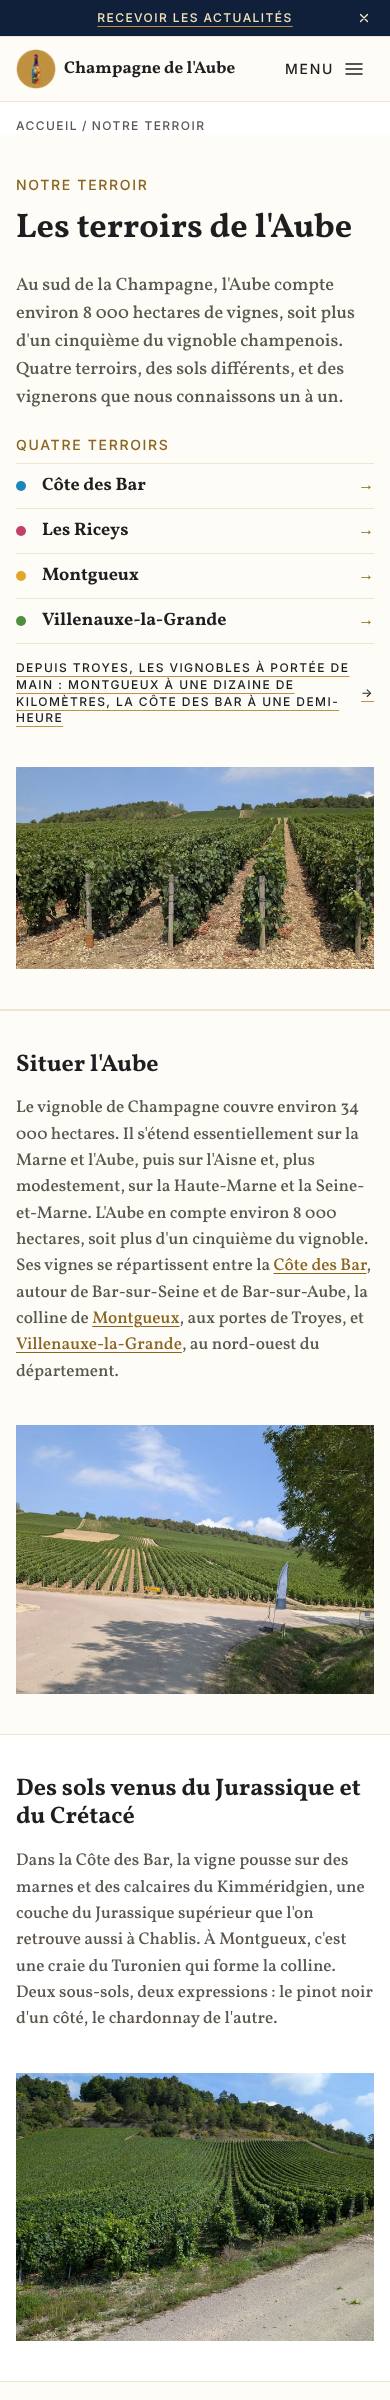 RECEVOIR LES ACTUALITÉS ×
Champagne de l'Aube MENU
ACCUEIL / NOTRE TERROIR
NOTRE TERROIR
Les terroirs de l'Aube
Au sud de la Champagne, l'Aube compte
environ 8 000 hectares de vignes, soit plus
d'un cinquième du vignoble champenois.
Quatre terroirs, des sols différents, et des
vignerons que nous connaissons un à un.
QUATRE TERROIRS
Côte des Bar →
Les Riceys →
Montgueux →
Villenauxe-la-Grande →
DEPUIS TROYES, LES VIGNOBLES À PORTÉE DE
MAIN : MONTGUEUX À UNE DIZAINE DE
KILOMÈTRES, LA CÔTE DES BAR À UNE DEMI-
HEURE →
Situer l'Aube
Le vignoble de Champagne couvre environ 34
000 hectares. Il s'étend essentiellement sur la
Marne et l'Aube, puis sur l'Aisne et, plus
modestement, sur la Haute-Marne et la Seine-
et-Marne. L'Aube en compte environ 8 000
hectares, soit plus d'un cinquième du vignoble.
Ses vignes se répartissent entre la Côte des Bar,
autour de Bar-sur-Seine et de Bar-sur-Aube, la
colline de Montgueux, aux portes de Troyes, et
Villenauxe-la-Grande, au nord-ouest du
département.
Des sols venus du Jurassique et
du Crétacé
Dans la Côte des Bar, la vigne pousse sur des
marnes et des calcaires du Kimméridgien, une
couche du Jurassique supérieur que l'on
retrouve aussi à Chablis. À Montgueux, c'est
une craie du Turonien qui forme la colline.
Deux sous-sols, deux expressions : le pinot noir
d'un côté, le chardonnay de l'autre.